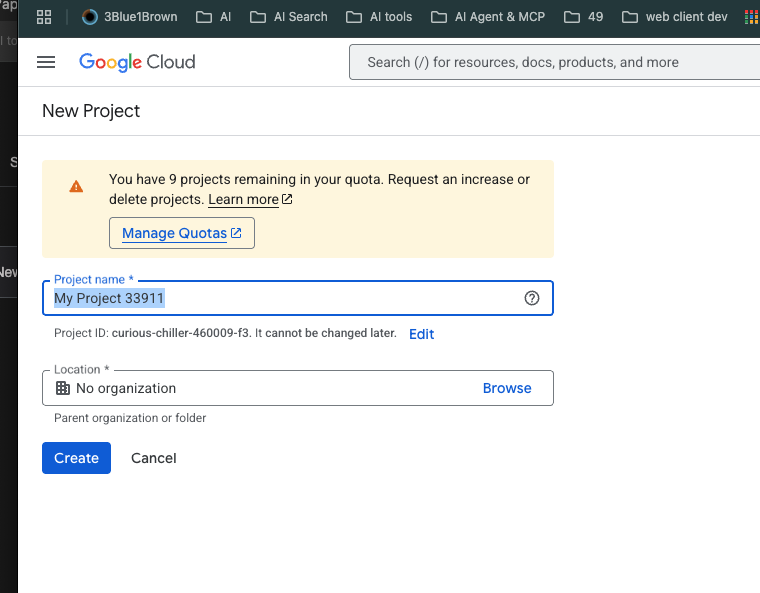 3Blue1Brown AI AI Search AI tools AI Agent & MCP 49 web client dev
Google Cloud
Search (/) for resources, docs, products, and more
New Project
You have 9 projects remaining in your quota. Request an increase or
delete projects. Learn more
Manage Quotas
Project name *
My Project 33911
Project ID: curious-chiller-460009-f3. It cannot be changed later. Edit
Location *
No organization Browse
Parent organization or folder
Create Cancel